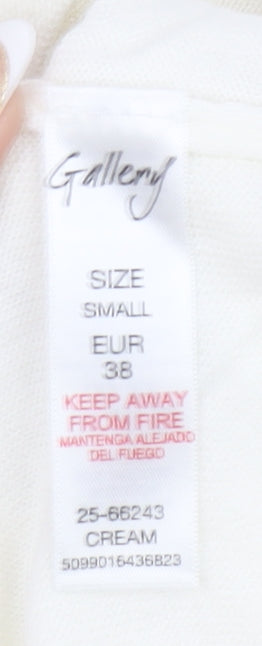 Gallery
SIZE
SMALL
EUR
38
KEEP AWAY
FROM FIRE
MANTENGA ALEJADO
DEL FUEGO
25-66243
CREAM
5099016436823